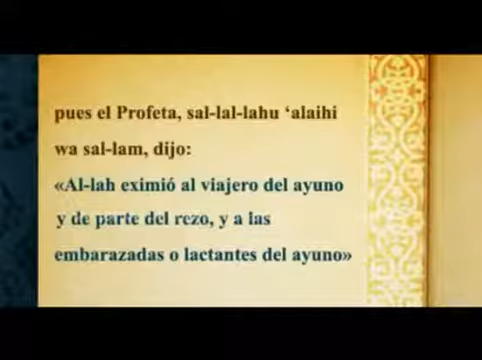 pues el Profeta, sal-lal-lahu ‘alaihi
wa sal-lam, dijo:
«Al-lah eximió al viajero del ayuno
y de parte del rezo, y a las
embarazadas o lactantes del ayuno»